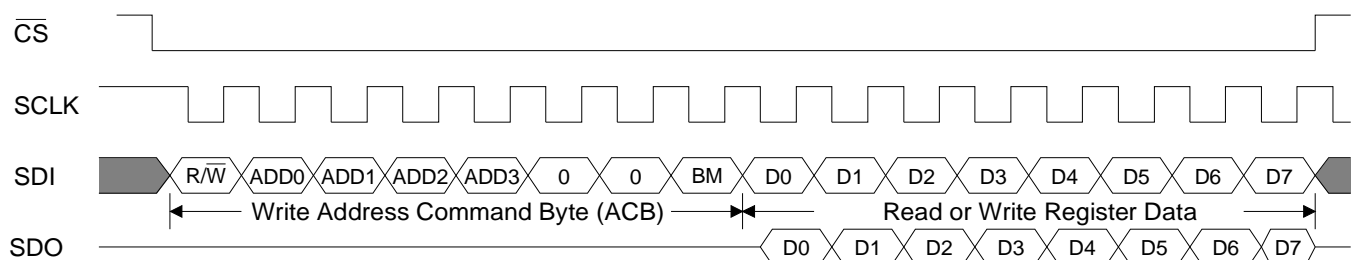 C̅S̅
SCLK
SDI R/W̅ ADD0 ADD1 ADD2 ADD3 0 0 BM D0 D1 D2 D3 D4 D5 D6 D7
Write Address Command Byte (ACB) Read or Write Register Data
SDO D0 D1 D2 D3 D4 D5 D6 D7